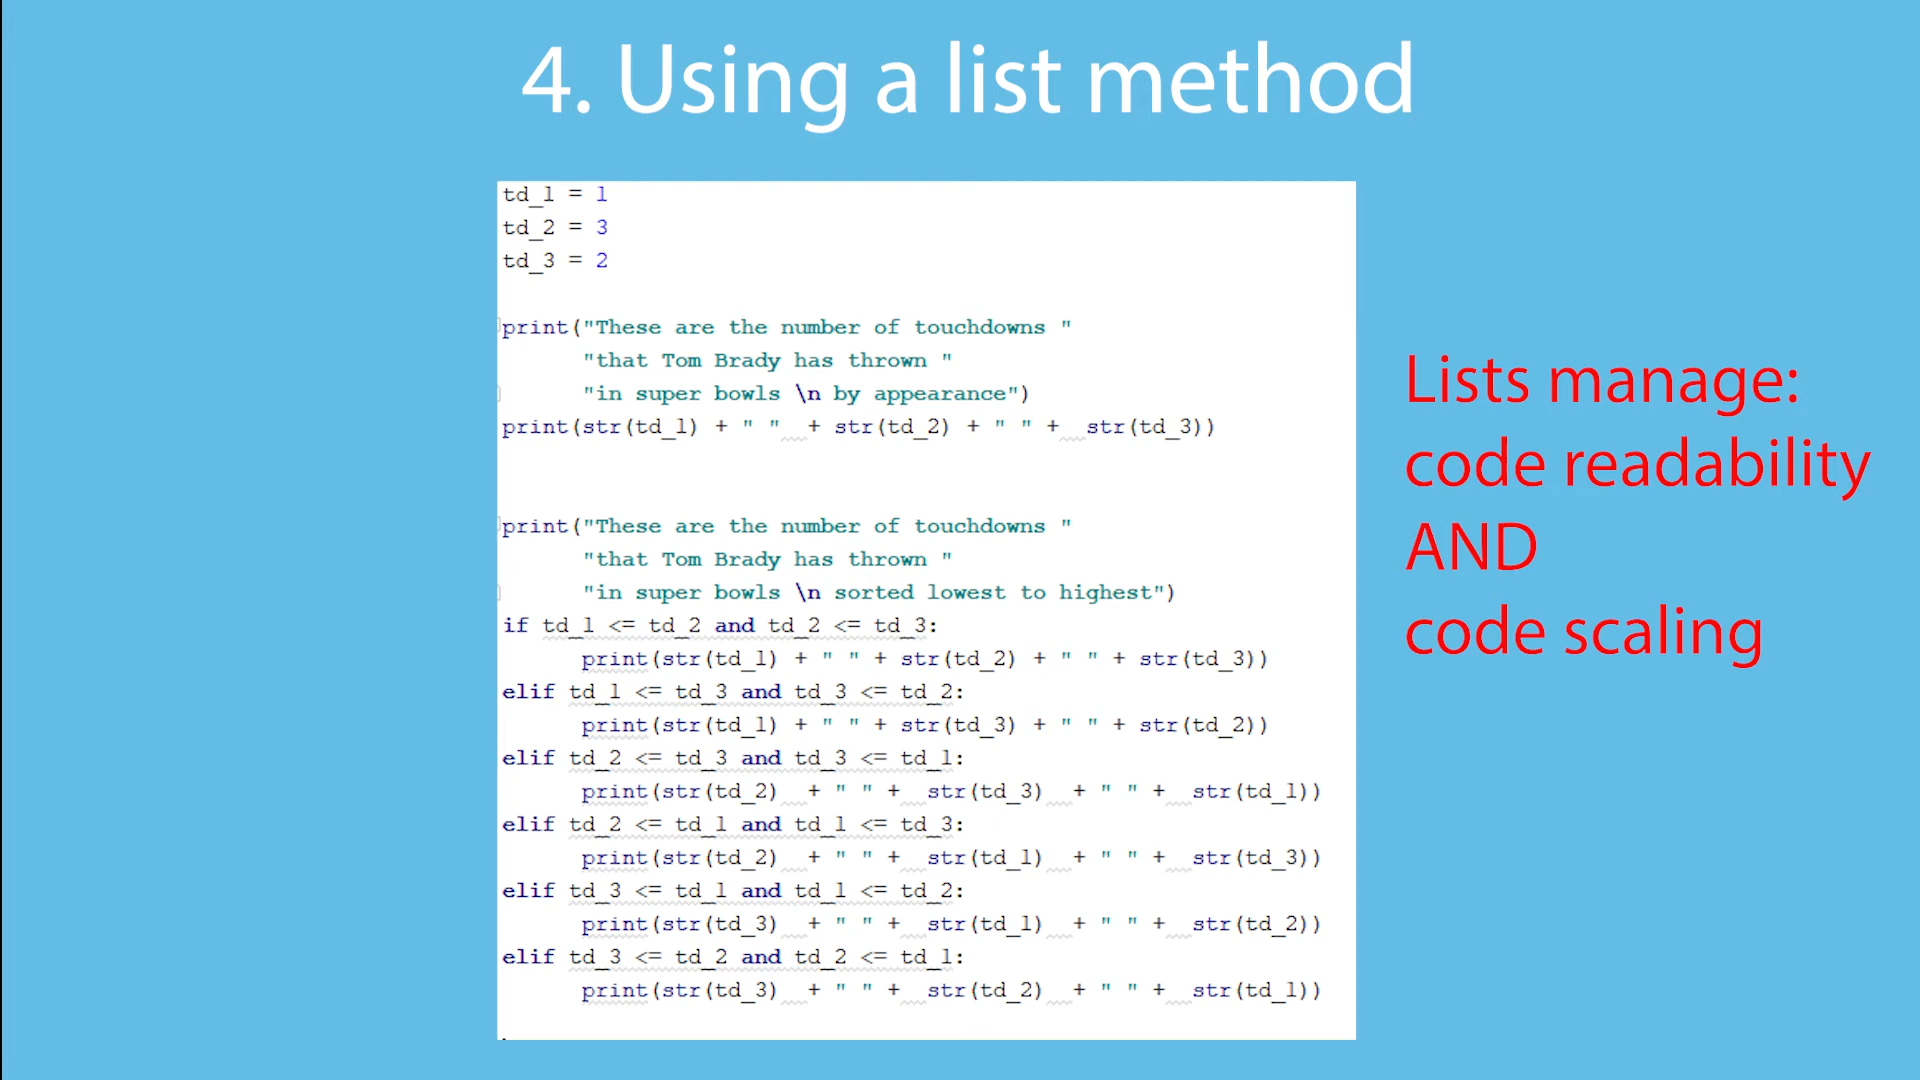 4. Using a list method
td_1 = 1
td_2 = 3
td_3 = 2
print("These are the number of touchdowns "
"that Tom Brady has thrown "
"in super bowls \n by appearance")
print(str(td_1) + " " + str(td_2) + " " + str(td_3))
print("These are the number of touchdowns "
"that Tom Brady has thrown "
"in super bowls \n sorted lowest to highest")
if td_1 <= td_2 and td_2 <= td_3:
print(str(td_1) + " " + str(td_2) + " " + str(td_3))
elif td_1 <= td_3 and td_3 <= td_2:
print(str(td_1) + " " + str(td_3) + " " + str(td_2))
elif td_2 <= td_3 and td_3 <= td_1:
print(str(td_2) + " " + str(td_3) + " " + str(td_1))
elif td_2 <= td_1 and td_1 <= td_3:
print(str(td_2) + " " + str(td_1) + " " + str(td_3))
elif td_3 <= td_1 and td_1 <= td_2:
print(str(td_3) + " " + str(td_1) + " " + str(td_2))
elif td_3 <= td_2 and td_2 <= td_1:
print(str(td_3) + " " + str(td_2) + " " + str(td_1))
Lists manage:
code readability
AND
code scaling